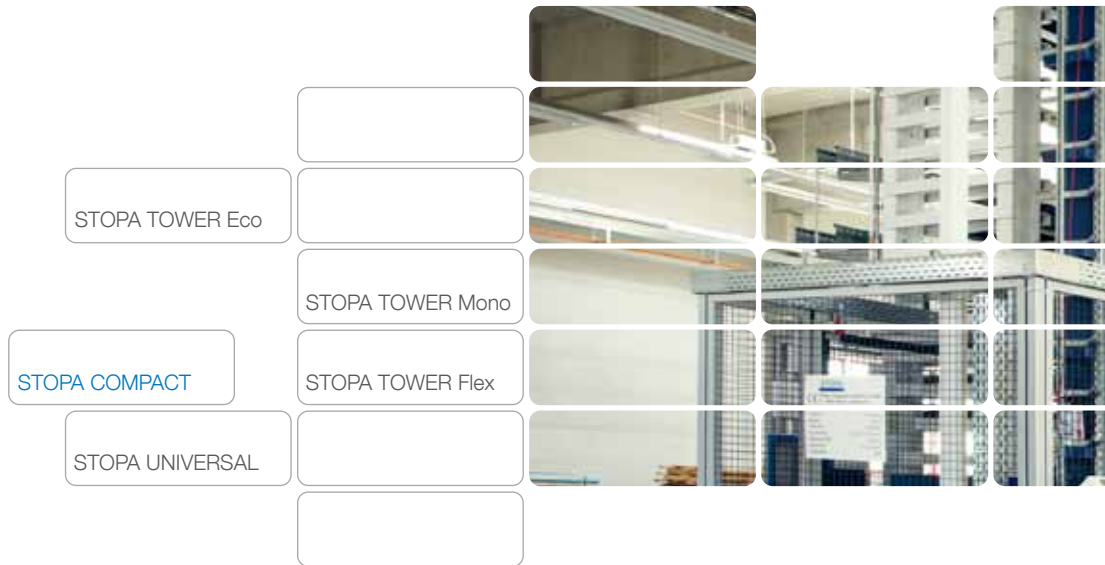 STOPA TOWER Eco
STOPA TOWER Mono
STOPA COMPACT
STOPA TOWER Flex
STOPA UNIVERSAL